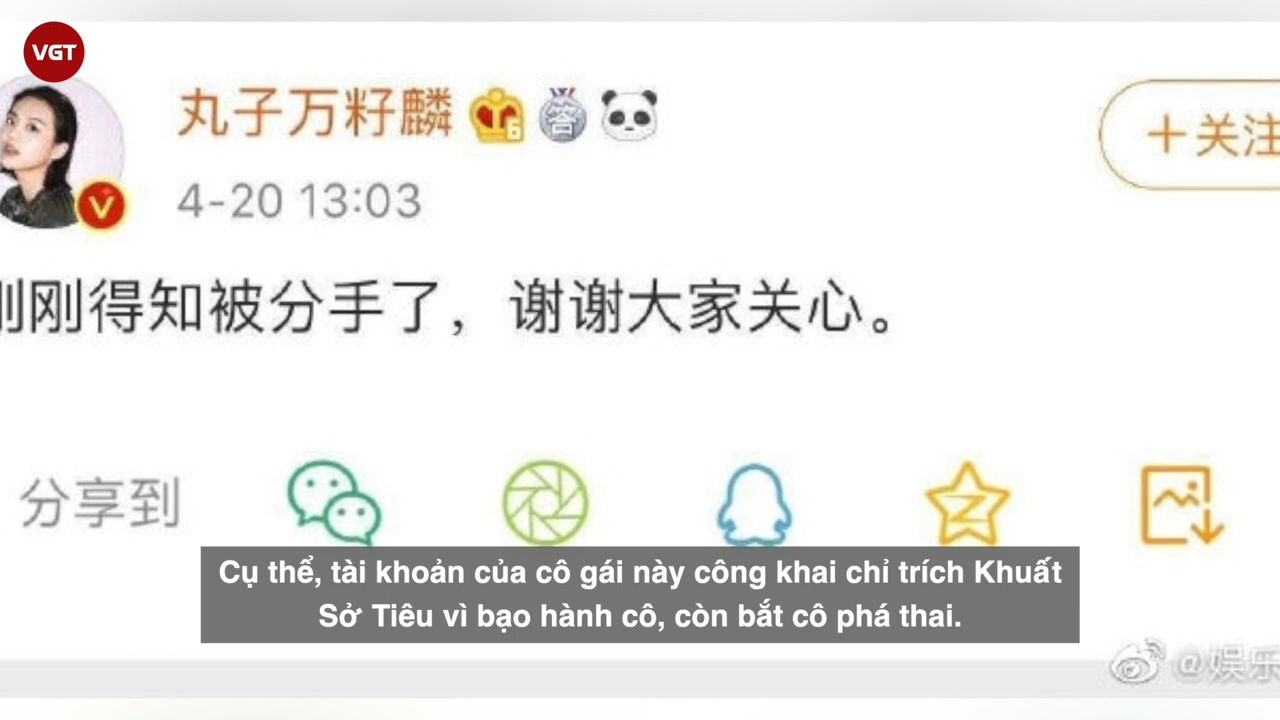 VGT
丸子万籽麟
4-20 13:03
+关注
刚刚得知被分手了，谢谢大家关心。
分享到
Cụ thể, tài khoản của cô gái này công khai chỉ trích Khuất
Sở Tiêu vì bạo hành cô, còn bắt cô phá thai.
@娱乐